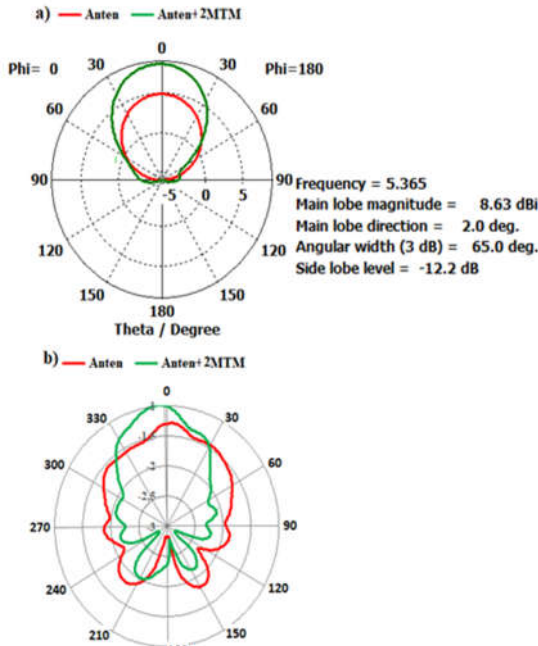 a) Anten Anten+2MTM
0
Phi= 0 30 30 Phi=180
60 60
90 90
-5 0 5
120 120
150 150
180
Theta / Degree
Frequency = 5.365
Main lobe magnitude = 8.63 dBi
Main lobe direction = 2.0 deg.
Angular width (3 dB) = 65.0 deg.
Side lobe level = -12.2 dB
b) Anten Anten+2MTM
0
330 30
300 60
270 90
240 120
210 150